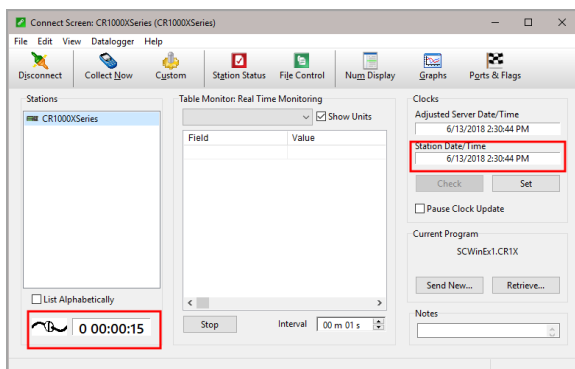 Connect Screen: CR1000XSeries (CR1000XSeries)
File Edit View Datalogger Help
Disconnect Collect Now Custom Station Status File Control Num Display Graphs Ports & Flags
Stations
CR1000XSeries
List Alphabetically
0 00:00:15
Table Monitor: Real Time Monitoring
Show Units
Field Value
Stop Interval 00 m 01 s
Clocks
Adjusted Server Date/Time
6/13/2018 2:30:44 PM
Station Date/Time
6/13/2018 2:30:44 PM
Check Set
Pause Clock Update
Current Program
SCWinEx1.CR1X
Send New... Retrieve...
Notes